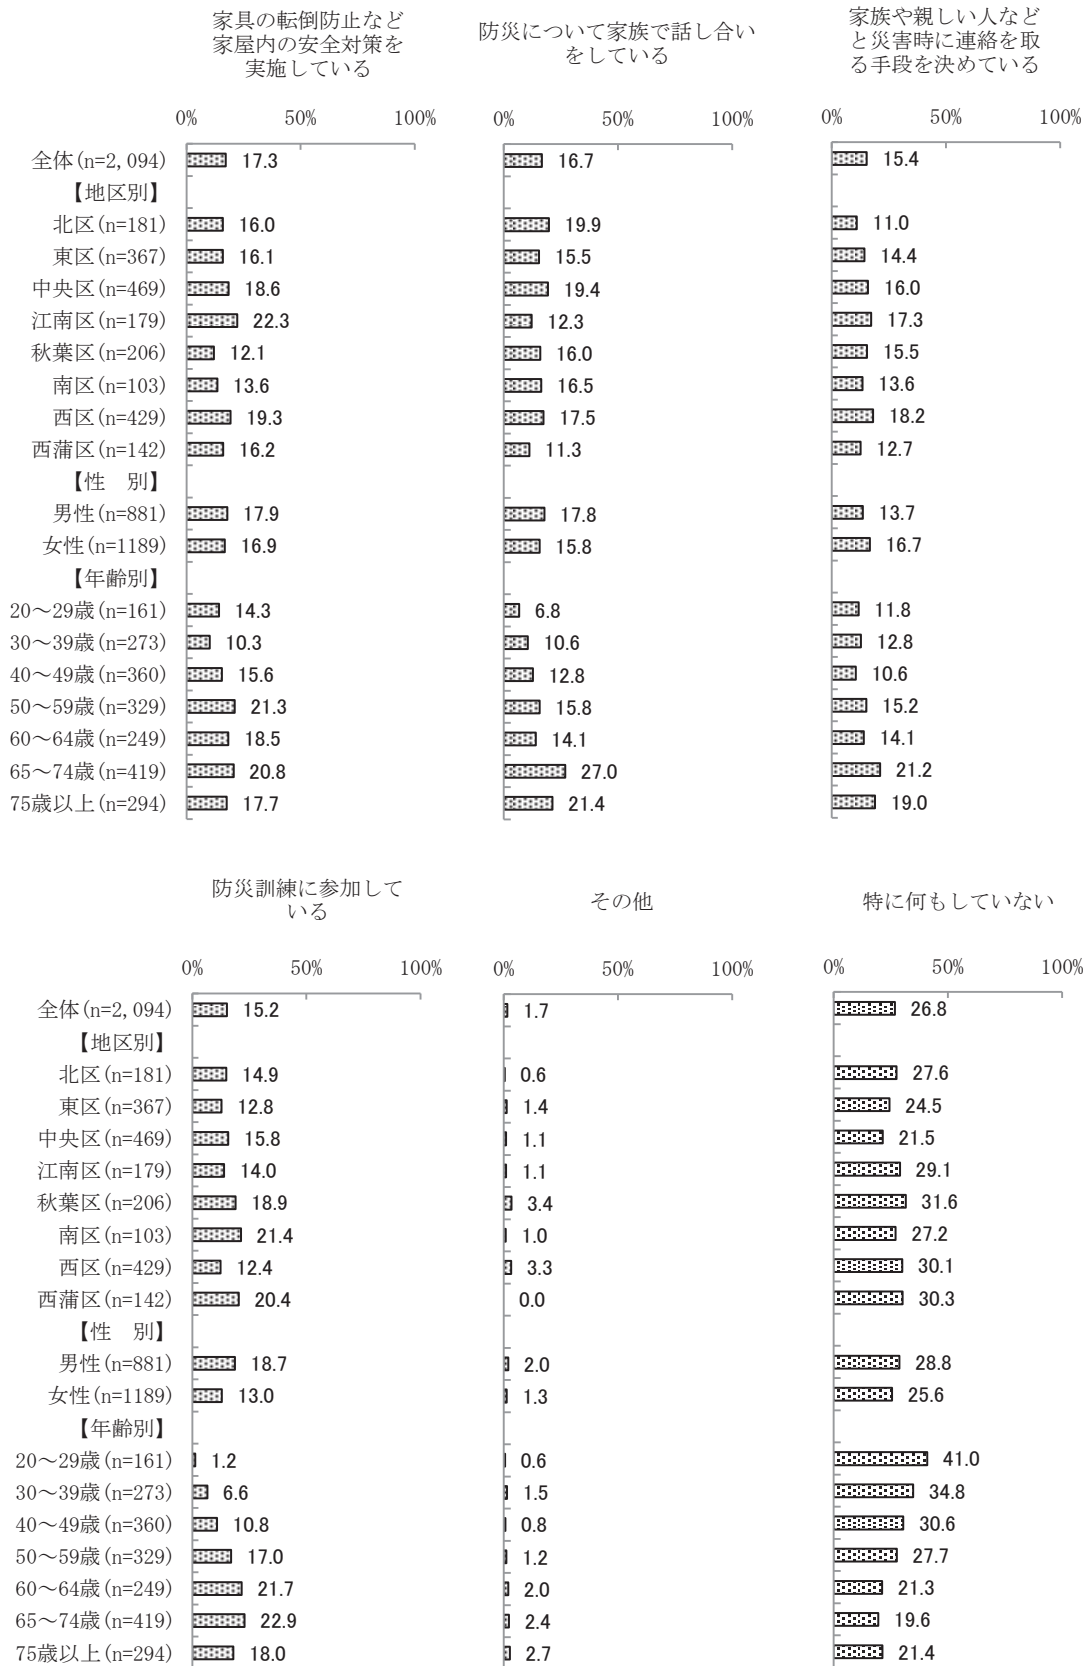 家具の転倒防止など
家屋内の安全対策を
実施している
防災について家族で話し合い
をしている
家族や親しい人など
と災害時に連絡を取
る手段を決めている
0% 50% 100% 0% 50% 100% 0% 50% 100%
全体(n=2,094) 17.3 16.7 15.4
【地区別】
北区(n=181) 16.0 19.9 11.0
東区(n=367) 16.1 15.5 14.4
中央区(n=469) 18.6 19.4 16.0
江南区(n=179) 22.3 12.3 17.3
秋葉区(n=206) 12.1 16.0 15.5
南区(n=103) 13.6 16.5 13.6
西区(n=429) 19.3 17.5 18.2
西蒲区(n=142) 16.2 11.3 12.7
【性　別】
男性(n=881) 17.9 17.8 13.7
女性(n=1189) 16.9 15.8 16.7
【年齢別】
20～29歳(n=161) 14.3 6.8 11.8
30～39歳(n=273) 10.3 10.6 12.8
40～49歳(n=360) 15.6 12.8 10.6
50～59歳(n=329) 21.3 15.8 15.2
60～64歳(n=249) 18.5 14.1 14.1
65～74歳(n=419) 20.8 27.0 21.2
75歳以上(n=294) 17.7 21.4 19.0
防災訓練に参加して
いる
その他
特に何もしていない
0% 50% 100% 0% 50% 100% 0% 50% 100%
全体(n=2,094) 15.2 1.7 26.8
【地区別】
北区(n=181) 14.9 0.6 27.6
東区(n=367) 12.8 1.4 24.5
中央区(n=469) 15.8 1.1 21.5
江南区(n=179) 14.0 1.1 29.1
秋葉区(n=206) 18.9 3.4 31.6
南区(n=103) 21.4 1.0 27.2
西区(n=429) 12.4 3.3 30.1
西蒲区(n=142) 20.4 0.0 30.3
【性　別】
男性(n=881) 18.7 2.0 28.8
女性(n=1189) 13.0 1.3 25.6
【年齢別】
20～29歳(n=161) 1.2 0.6 41.0
30～39歳(n=273) 6.6 1.5 34.8
40～49歳(n=360) 10.8 0.8 30.6
50～59歳(n=329) 17.0 1.2 27.7
60～64歳(n=249) 21.7 2.0 21.3
65～74歳(n=419) 22.9 2.4 19.6
75歳以上(n=294) 18.0 2.7 21.4